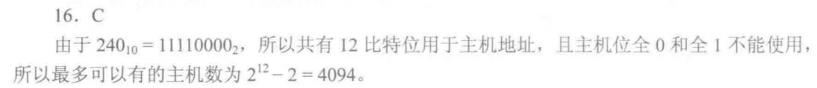 16. C
由于 240₁₀ = 11110000₂，所以共有 12 比特位用于主机地址，且主机位全 0 和全 1 不能使用，
所以最多可以有的主机数为 2¹² − 2 = 4094。